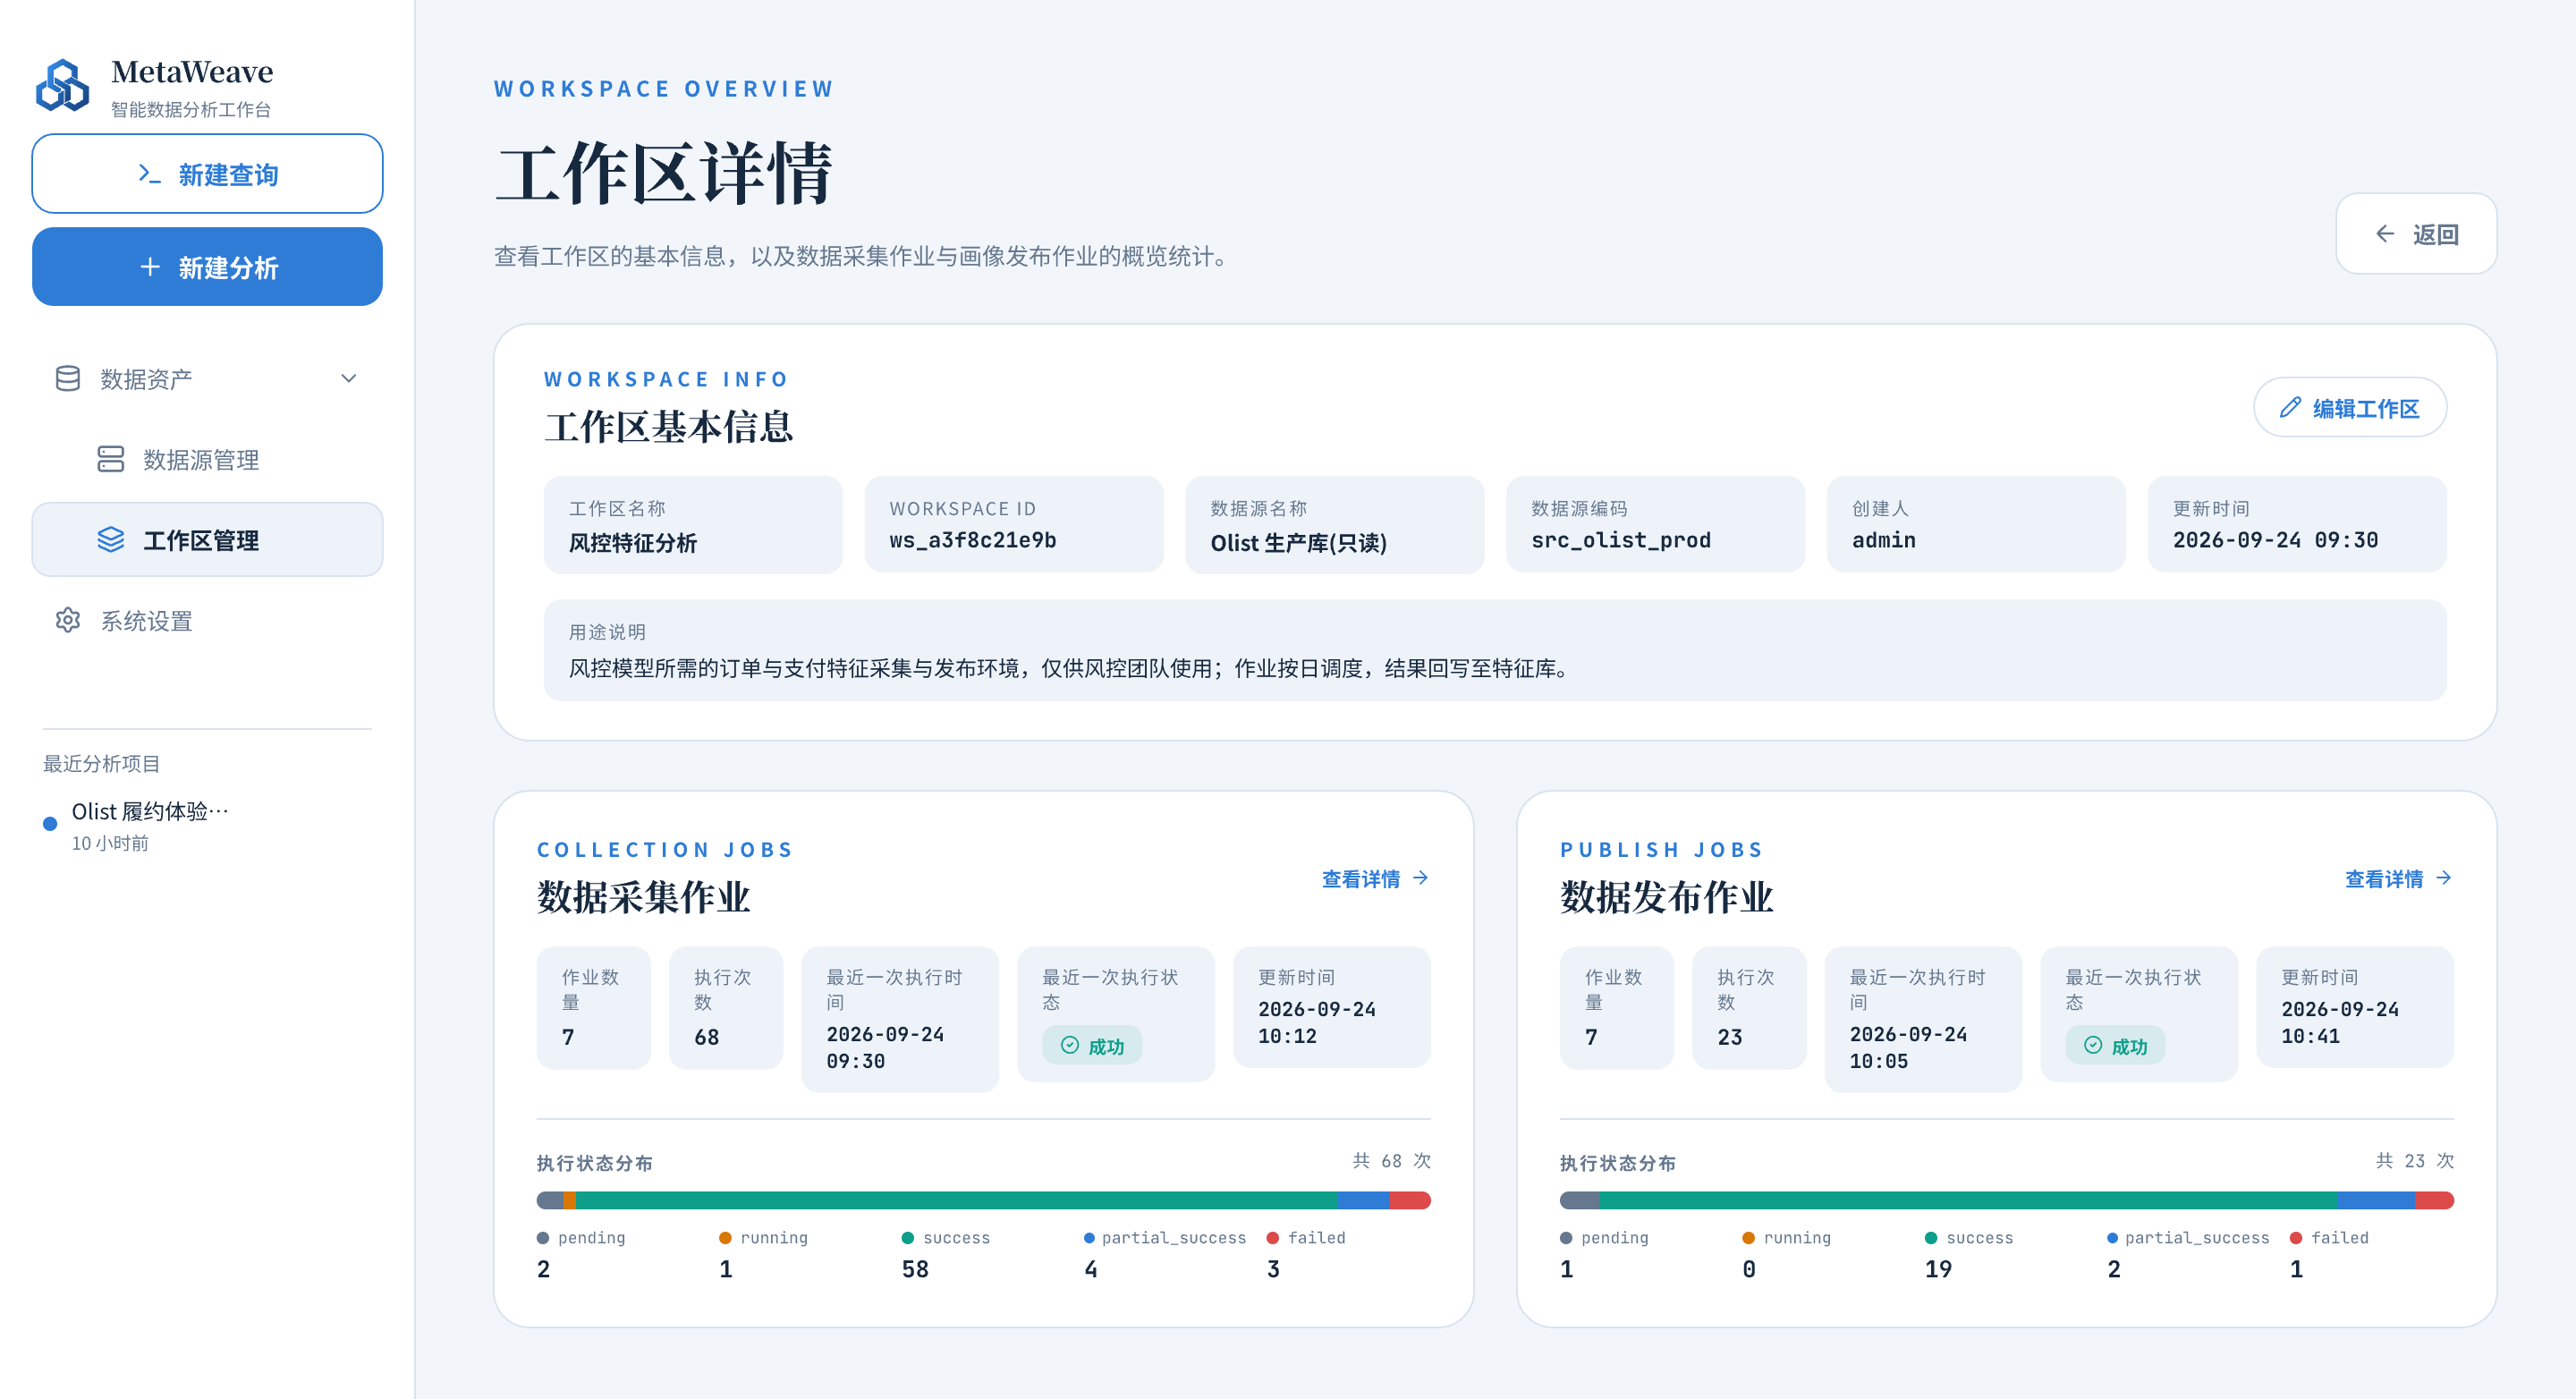 MetaWeave
智能数据分析工作台
新建查询
新建分析
数据资产
数据源管理
工作区管理
系统设置
最近分析项目
Olist 履约体验…
10 小时前
WORKSPACE OVERVIEW
工作区详情
查看工作区的基本信息，以及数据采集作业与画像发布作业的概览统计。
返回
WORKSPACE INFO
工作区基本信息
编辑工作区
工作区名称
风控特征分析
WORKSPACE ID
ws_a3f8c21e9b
数据源名称
Olist 生产库(只读)
数据源编码
src_olist_prod
创建人
admin
更新时间
2026-09-24 09:30
用途说明
风控模型所需的订单与支付特征采集与发布环境，仅供风控团队使用；作业按日调度，结果回写至特征库。
COLLECTION JOBS
数据采集作业
查看详情
作业数
量
7
执行次
数
68
最近一次执行时
间
2026-09-24
09:30
最近一次执行状
态
成功
更新时间
2026-09-24
10:12
执行状态分布
共 68 次
pending
2
running
1
success
58
partial_success
4
failed
3
PUBLISH JOBS
数据发布作业
查看详情
作业数
量
7
执行次
数
23
最近一次执行时
间
2026-09-24
10:05
最近一次执行状
态
成功
更新时间
2026-09-24
10:41
执行状态分布
共 23 次
pending
1
running
0
success
19
partial_success
2
failed
1